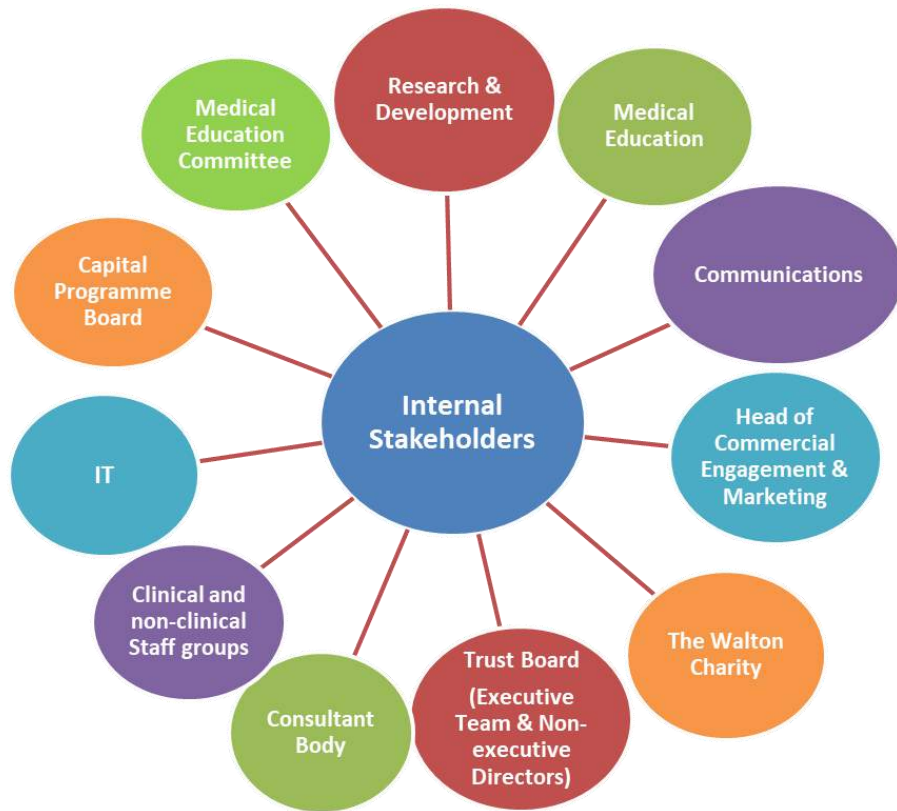 Research &
Development
Medical
Education
Communications
Head of
Commercial
Engagement &
Marketing
The Walton
Charity
Trust Board
(Executive
Team & Non-
executive
Directors)
Consultant
Body
Clinical and
non-clinical
Staff groups
IT
Capital
Programme
Board
Medical
Education
Committee
Internal
Stakeholders